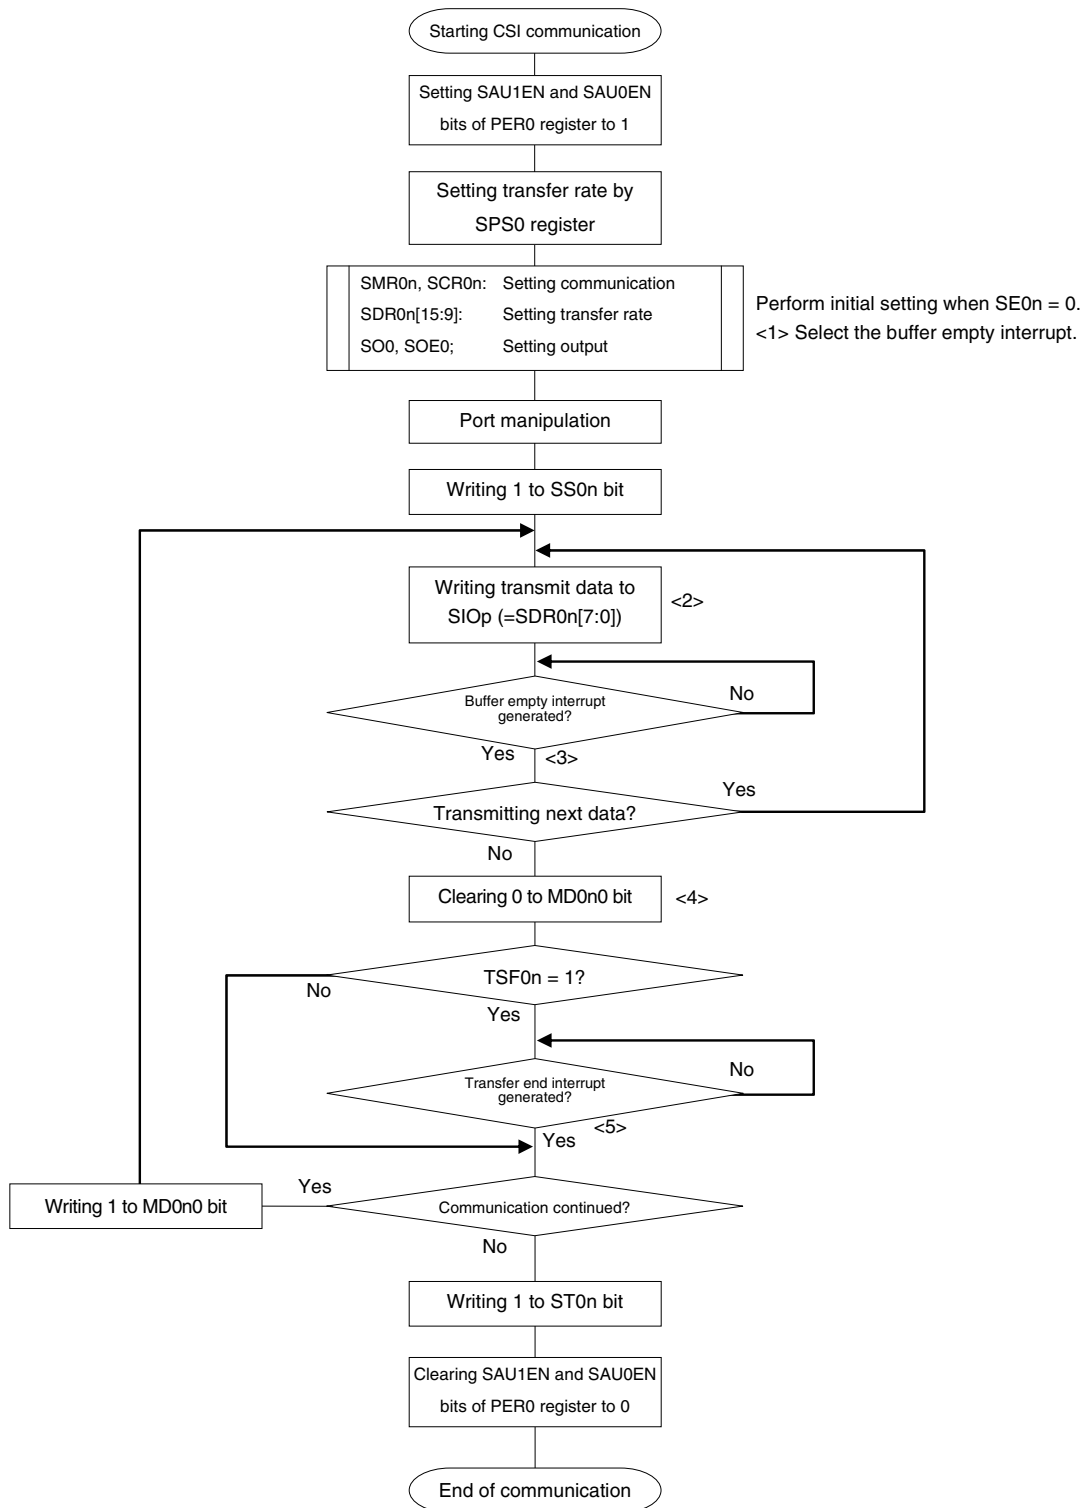 Starting CSI communication
Setting SAU1EN and SAU0EN
bits of PER0 register to 1
Setting transfer rate by
SPS0 register
SMR0n, SCR0n: Setting communication
SDR0n[15:9]: Setting transfer rate
SO0, SOE0; Setting output
Perform initial setting when SE0n = 0.
<1> Select the buffer empty interrupt.
Port manipulation
Writing 1 to SS0n bit
Writing transmit data to
SIOp (=SDR0n[7:0])
<2>
Buffer empty interrupt
generated?
No
Yes
<3>
Transmitting next data?
Yes
No
Clearing 0 to MD0n0 bit
<4>
TSF0n = 1?
No
Yes
Transfer end interrupt
generated?
No
<5>
Yes
Communication continued?
Yes
Writing 1 to MD0n0 bit
No
Writing 1 to ST0n bit
Clearing SAU1EN and SAU0EN
bits of PER0 register to 0
End of communication